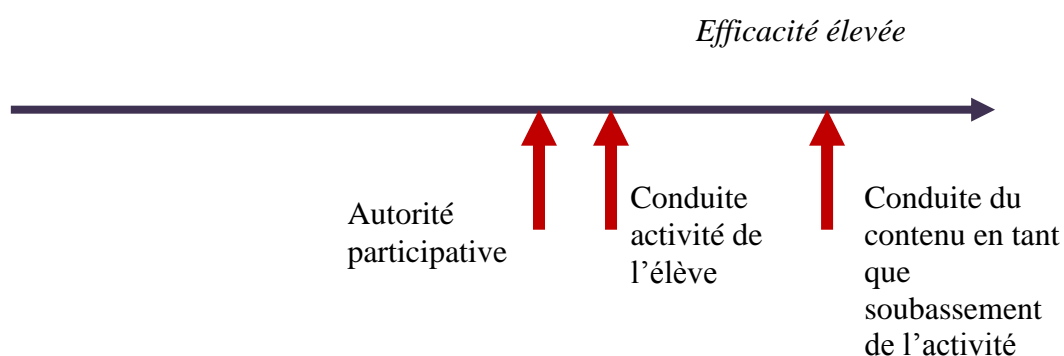 Efficacité élevée
Autorité
participative
Conduite
activité de
l’élève
Conduite du
contenu en tant
que
soubassement
de l’activité